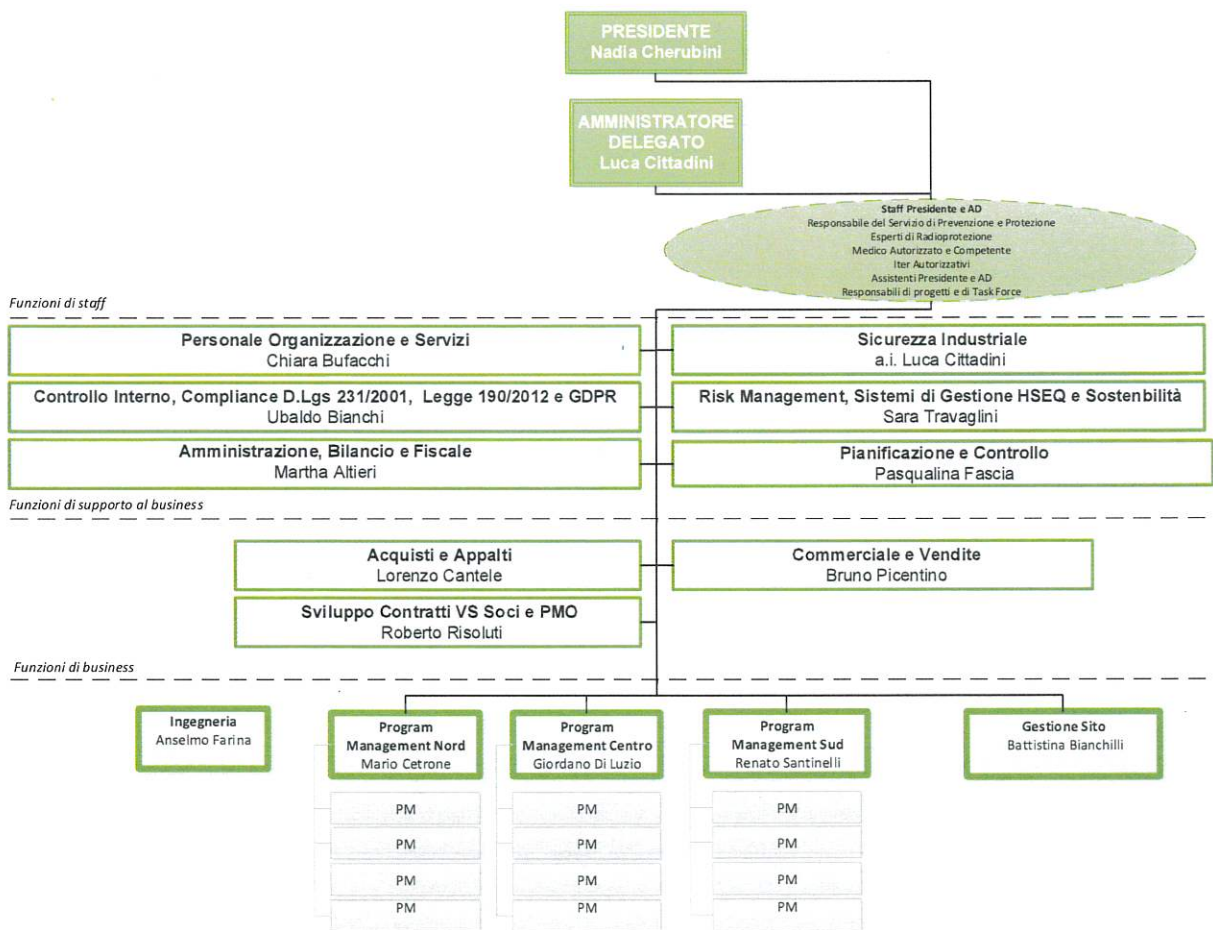 PRESIDENTE
Nadia Cherubini
AMMINISTRATORE
DELEGATO
Luca Cittadini
Staff Presidente e AD
Responsabile del Servizio di Prevenzione e Protezione
Esperti di Radioprotezione
Medico Autorizzato e Competente
Iter Autorizzativi
Assistenti Presidente e AD
Responsabili di progetti e di Task Force
Funzioni di staff
Personale Organizzazione e Servizi
Chiara Bufacchi
Sicurezza Industriale
a.i. Luca Cittadini
Controllo Interno, Compliance D.Lgs 231/2001, Legge 190/2012 e GDPR
Ubaldo Bianchi
Risk Management, Sistemi di Gestione HSEQ e Sostenbilità
Sara Travaglini
Amministrazione, Bilancio e Fiscale
Martha Altieri
Pianificazione e Controllo
Pasqualina Fascia
Funzioni di supporto al business
Acquisti e Appalti
Lorenzo Cantele
Commerciale e Vendite
Bruno Picentino
Sviluppo Contratti VS Soci e PMO
Roberto Risoluti
Funzioni di business
Ingegneria
Anselmo Farina
Program
Management Nord
Mario Cetrone
PM
PM
PM
PM
Program
Management Centro
Giordano Di Luzio
PM
PM
PM
PM
Program
Management Sud
Renato Santinelli
PM
PM
PM
PM
Gestione Sito
Battistina Bianchilli